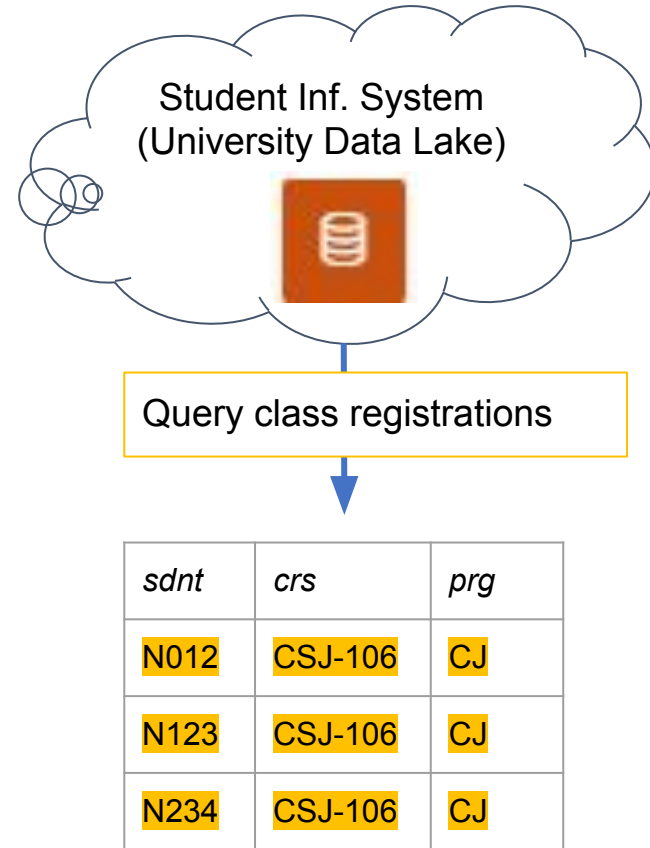 Student Inf. System
(University Data Lake)
Query class registrations
sdnt crs prg
N012 CSJ-106 CJ
N123 CSJ-106 CJ
N234 CSJ-106 CJ